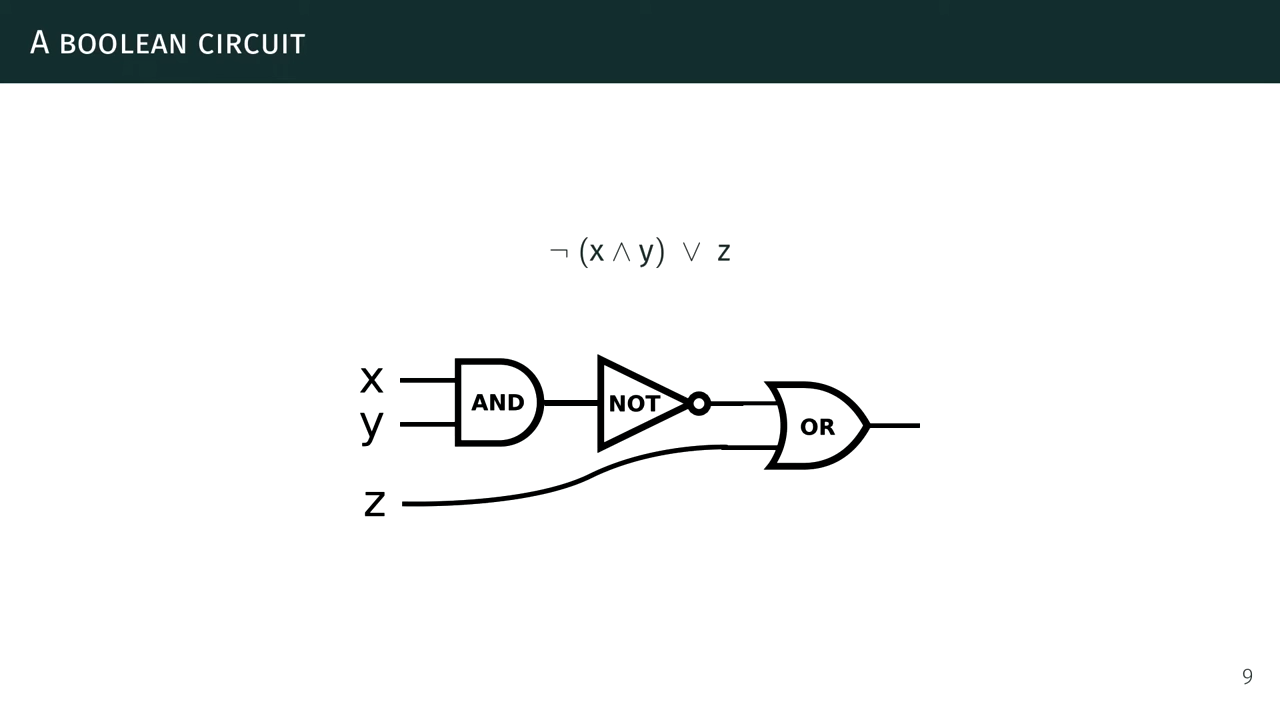 A BOOLEAN CIRCUIT
¬ (x ∧ y) ∨ z
x
y
z
AND
NOT
OR
9